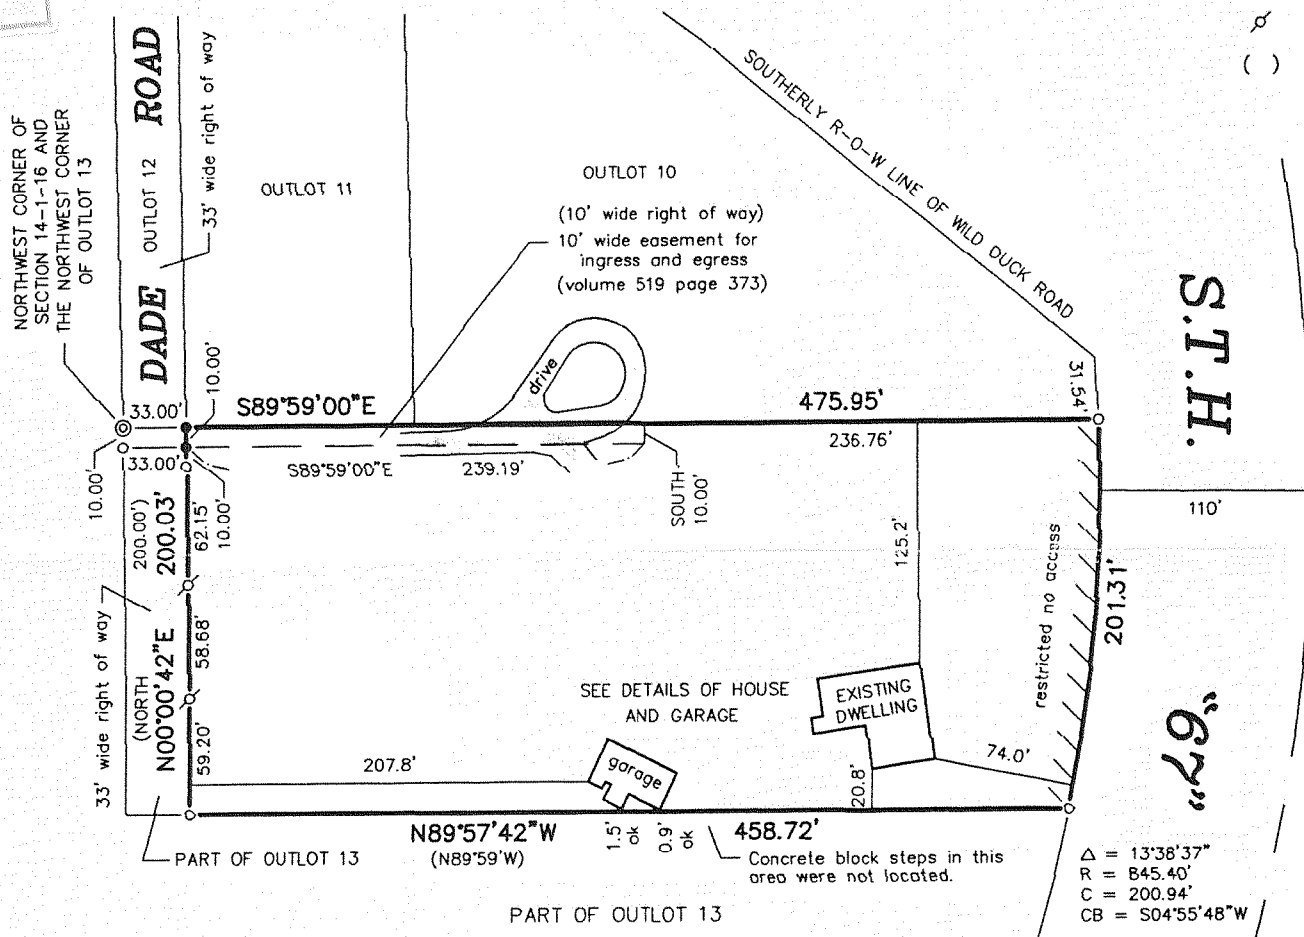 NORTHWEST CORNER OF
SECTION 14-1-16 AND
THE NORTHWEST CORNER
OF OUTLOT 13
DADE ROAD
OUTLOT 12
33' wide right of way
OUTLOT 11
OUTLOT 10
(10' wide right of way)
10' wide easement for
ingress and egress
(volume 519 page 373)
SOUTHERLY R-O-W LINE OF WILD DUCK ROAD
( )
S.T.H.
"67"
33.00'
10.00'
S89°59'00"E
drive
475.95'
31.54'
236.76'
10.00'
33.00'
10.00'
S89°59'00"E
239.19'
SOUTH
10.00'
110'
(NORTH
200.00')
N00°00'42"E
200.03'
62.15'
58.68'
59.20'
33' wide right of way
125.2'
restricted no access
201.31'
SEE DETAILS OF HOUSE
AND GARAGE
EXISTING
DWELLING
garage
207.8'
20.8'
74.0'
N89°57'42"W
(N89°59'W)
1.5'
ok
0.9'
ok
458.72'
PART OF OUTLOT 13
Concrete block steps in this
area were not located.
PART OF OUTLOT 13
Δ = 13°38'37"
R = 845.40'
C = 200.94'
CB = S04°55'48"W